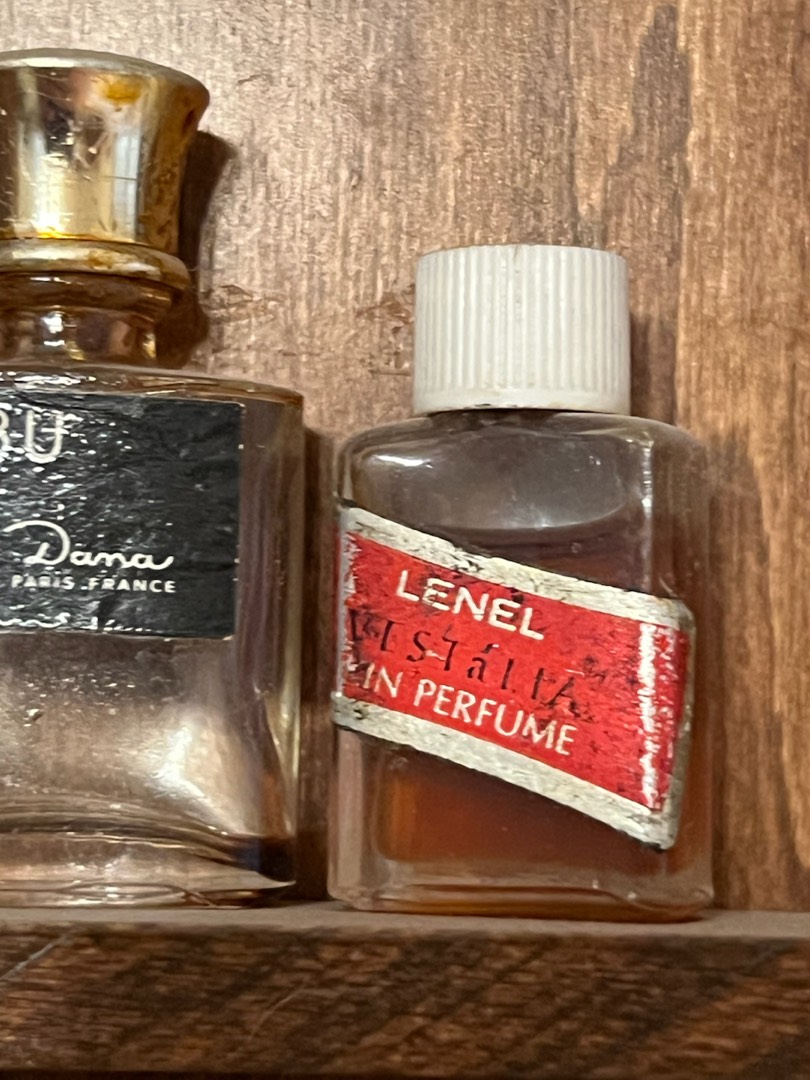 BU
Dana
PARIS FRANCE
LENEL
IN PERFUME